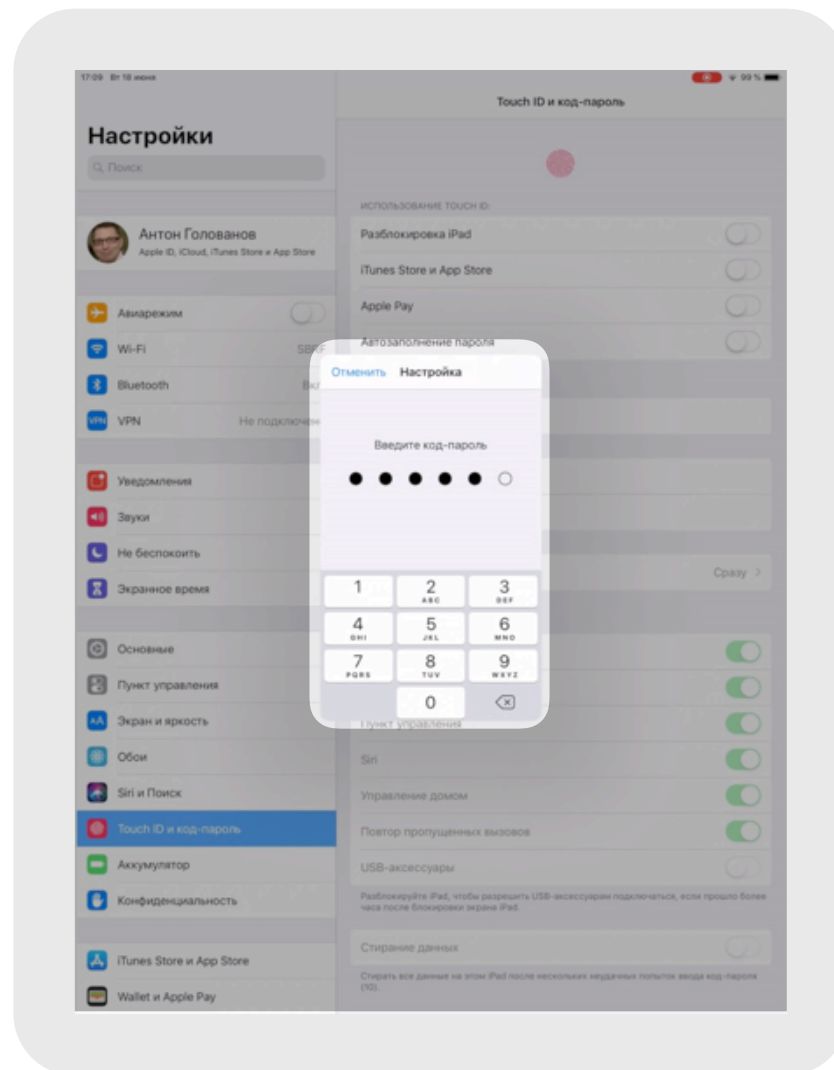 17:09 Вт 18 июня
99 %
Touch ID и код-пароль
Настройки
Поиск
ИСПОЛЬЗОВАНИЕ TOUCH ID:
Антон Голованов
Apple ID, iCloud, iTunes Store и App Store
Разблокировка iPad
iTunes Store и App Store
Apple Pay
Автозаполнение пароля
Авиарежим
Wi-Fi
Bluetooth
VPN
Не подключен
Уведомления
Звуки
Не беспокоить
Экранное время
Основные
Пункт управления
AA Экран и яркость
Обои
Siri и Поиск
Touch ID и код-пароль
Аккумулятор
Конфиденциальность
iTunes Store и App Store
Wallet и Apple Pay
Отменить Настройка
Введите код-пароль
1 2 3
ABC DEF
4 5 6
GHI JKL MNO
7 8 9
PQRS TUV WXYZ
0
Сразу
Пункт управления
Siri
Управление домом
Повтор пропущенных вызовов
USB-аксессуары
Разблокируйте iPad, чтобы разрешить USB-аксессуарам подключаться, если прошло более
часа после блокировки экрана iPad.
Стирание данных
Стирать все данные на этом iPad после нескольких неудачных попыток ввода код-пароля
(10).